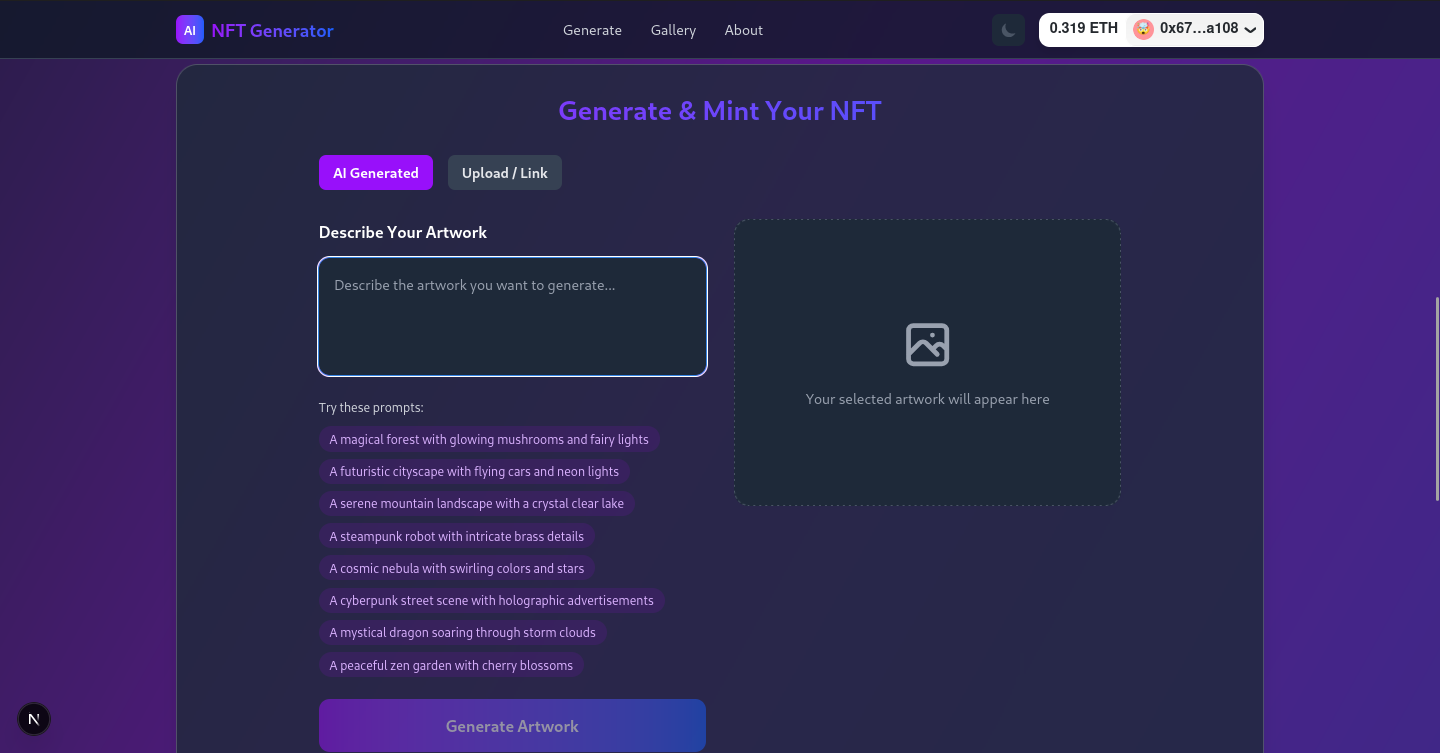 AI NFT Generator
Generate Gallery About
0.319 ETH 0x67...a108
Generate & Mint Your NFT
AI Generated Upload / Link
Describe Your Artwork
Describe the artwork you want to generate...
Your selected artwork will appear here
Try these prompts:
A magical forest with glowing mushrooms and fairy lights
A futuristic cityscape with flying cars and neon lights
A serene mountain landscape with a crystal clear lake
A steampunk robot with intricate brass details
A cosmic nebula with swirling colors and stars
A cyberpunk street scene with holographic advertisements
A mystical dragon soaring through storm clouds
A peaceful zen garden with cherry blossoms
N
Generate Artwork